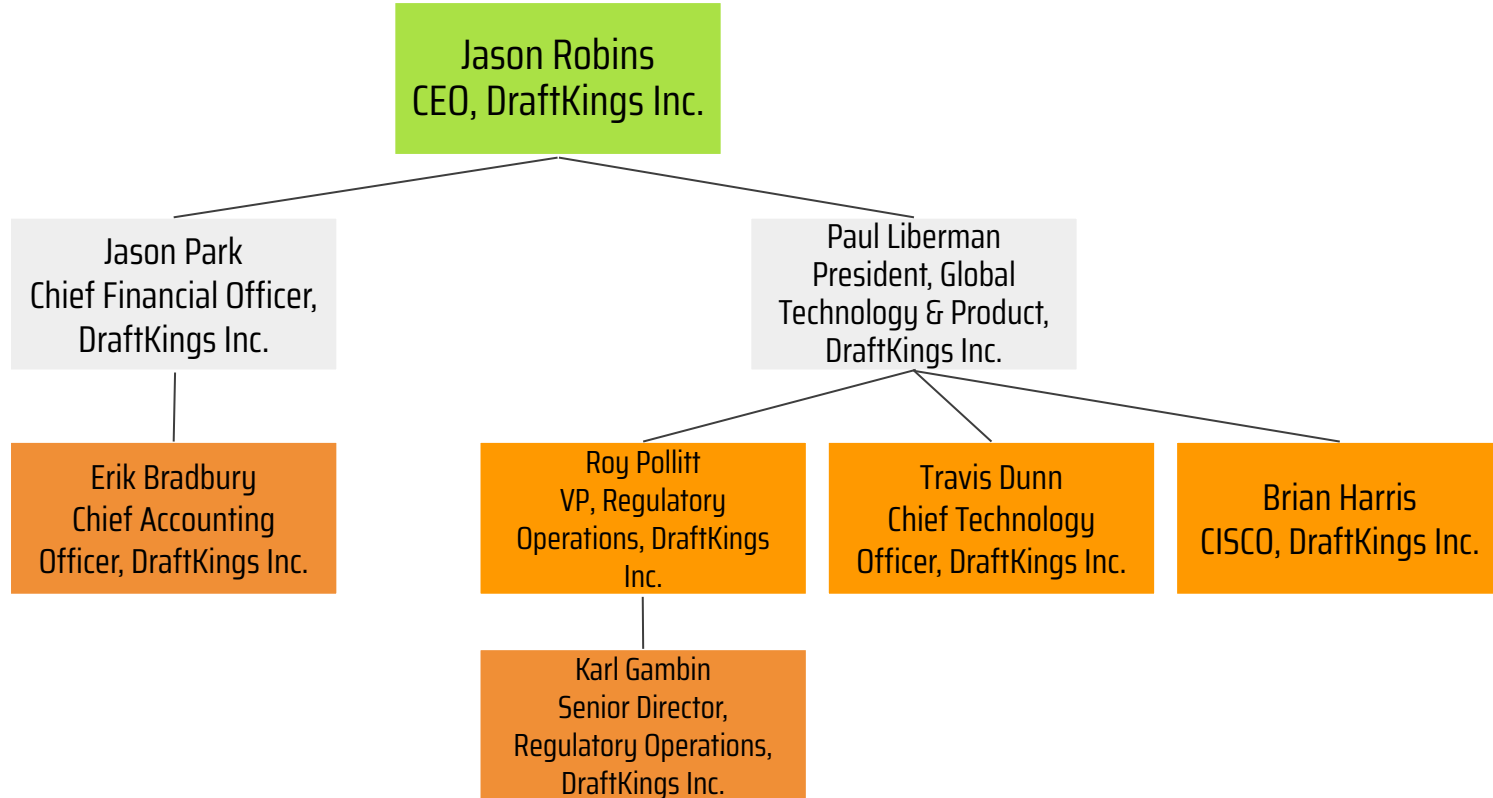 Jason Robins
CEO, DraftKings Inc.
Jason Park
Chief Financial Officer,
DraftKings Inc.
Paul Liberman
President, Global
Technology & Product,
DraftKings Inc.
Erik Bradbury
Chief Accounting
Officer, DraftKings Inc.
Roy Pollitt
VP, Regulatory
Operations, DraftKings
Inc.
Travis Dunn
Chief Technology
Officer, DraftKings Inc.
Brian Harris
CISCO, DraftKings Inc.
Karl Gambin
Senior Director,
Regulatory Operations,
DraftKings Inc.